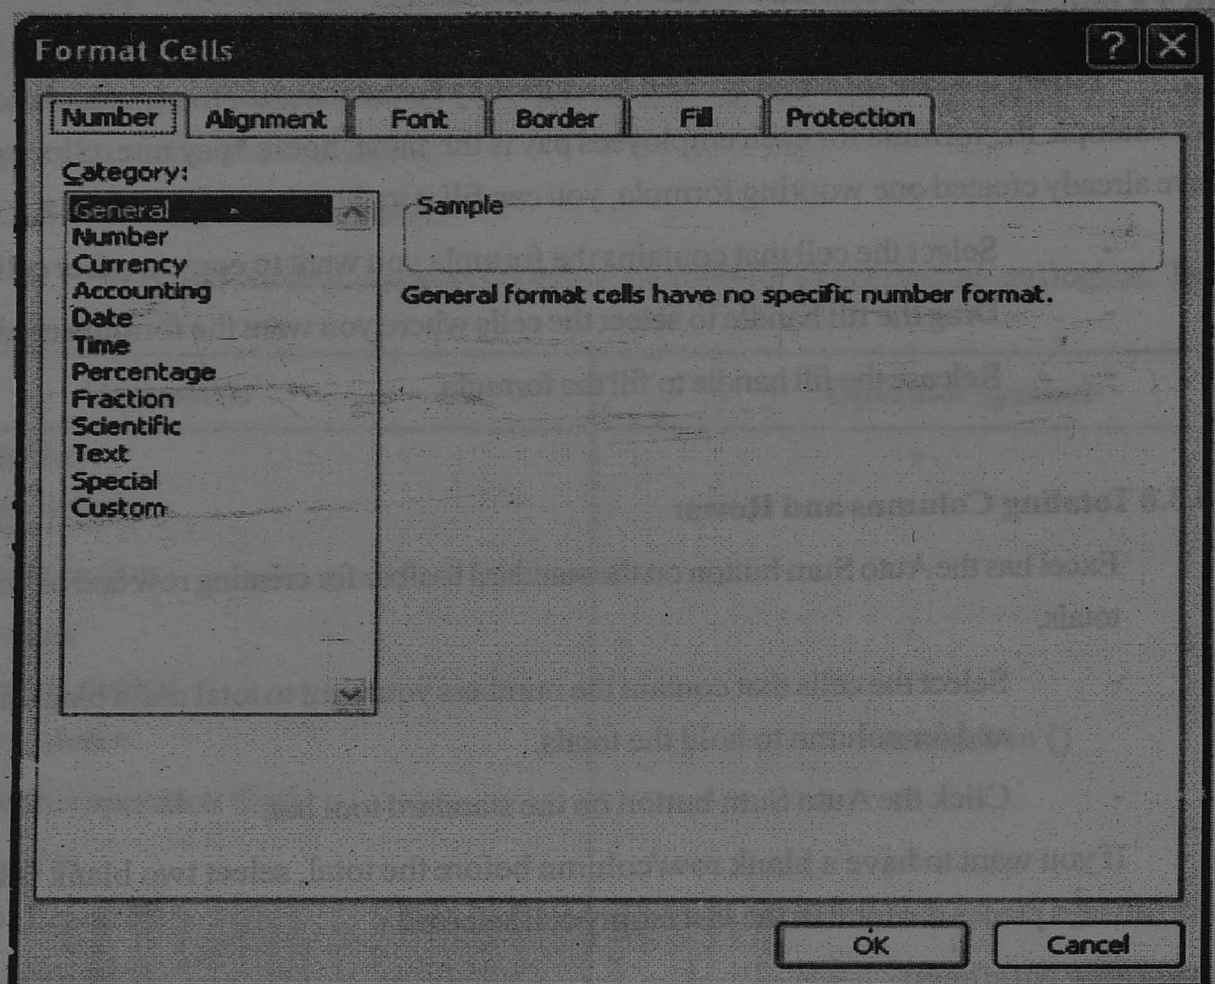 Format Cells
Number Alignment Font Border Fill Protection
Category:
General
Number
Currency
Accounting
Date
Time
Percentage
Fraction
Scientific
Text
Special
Custom
Sample
General format cells have no specific number format.
OK Cancel